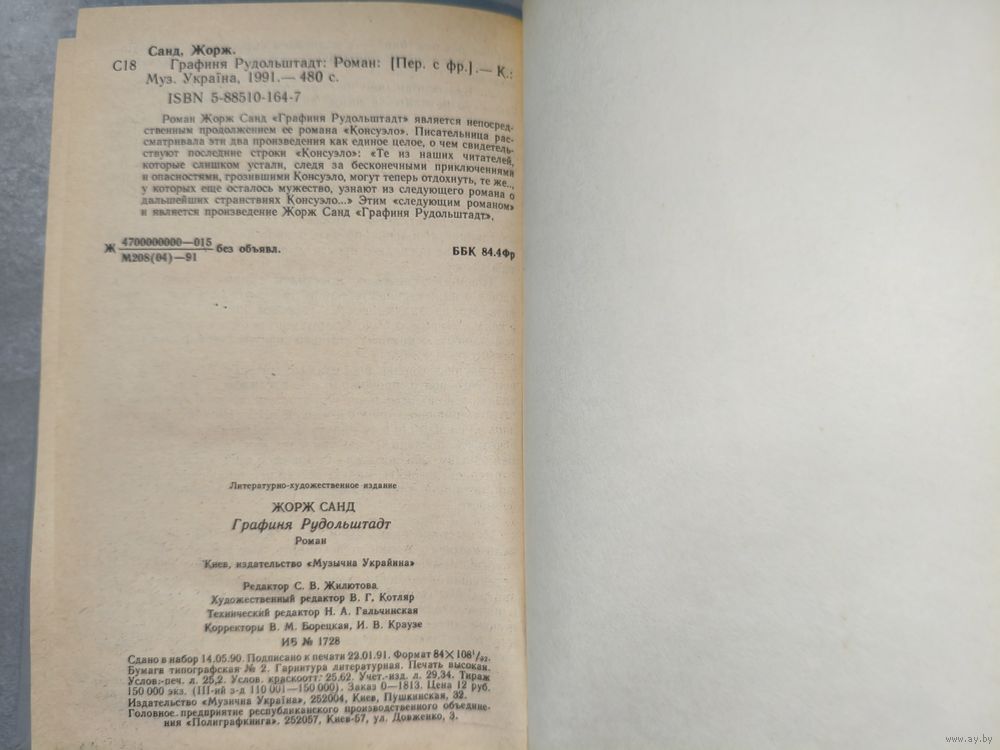 Санд, Жорж.
С18 Графиня Рудольштадт: Роман: [Пер. с фр.].— К.:
Муз. Україна, 1991.— 480 с.
ISBN 5-88510-164-7
Роман Жорж Санд «Графиня Рудольштадт» является непосред-
ственным продолжением ее романа «Консуэло». Писательница рас-
сматривала эти два произведения как единое целое, о чем свидетель-
ствуют последние строки «Консуэло»: «Те из наших читателей,
которые слишком устали, следя за бесконечными приключениями
и опасностями, грозившими Консуэло, могут теперь отдохнуть, те же..,
у которых еще осталось мужество, узнают из следующего романа о
дальнейших странствиях Консуэло...» Этим «следующим романом»
и является произведение Жорж Санд «Графиня Рудольштадт».
Ж 4700000000—015 без объявл.
М208(04)—91
ББК 84.4Фр
Литературно-художественное издание
ЖОРЖ САНД
Графиня Рудольштадт
Роман
Киев, издательство «Музычна Украйина»
Редактор С. В. Жилютова
Художественный редактор В. Г. Котляр
Технический редактор Н. А. Гальчинская
Корректоры В. М. Борецкая, И. В. Краузе
ИБ № 1728
Сдано в набор 14.05.90. Подписано к печати 22.01.91. Формат 84×108¹/₃₂.
Бумага типографская № 2. Гарнитура литературная. Печать высокая.
Услов.-печ. л. 25,2. Услов. краскоотт. 25,62. Учет.-изд. л. 29,34. Тираж
150 000 экз. (III-ий з-д 110 001—150 000). Заказ 0—1813. Цена 12 руб.
Издательство «Музична Україна», 252004, Киев, Пушкинская, 32.
Головное предприятие республиканского производственного объедине-
ния «Полиграфкнига». 252057, Киев-57, ул. Довженко, 3.
www.ay.by